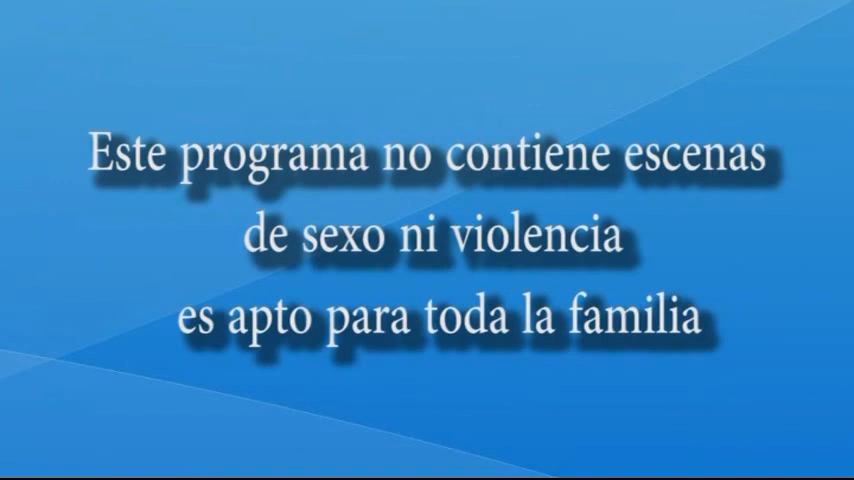 Este programa no contiene escenas
de sexo ni violencia
es apto para toda la familia